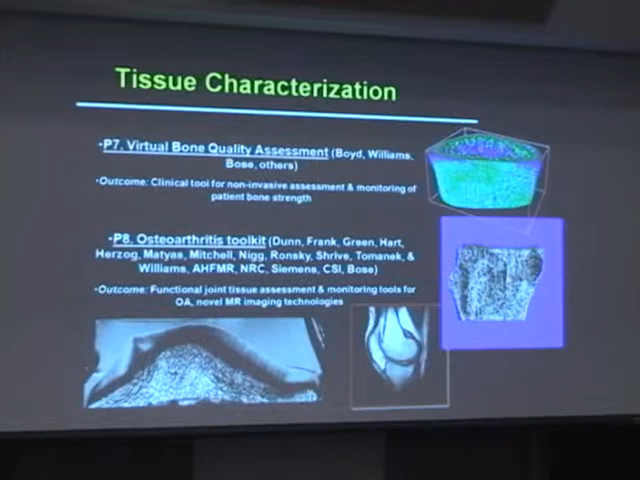 Tissue Characterization
•P7. Virtual Bone Quality Assessment (Boyd, Williams,
Bose, others)
•Outcome: Clinical tool for non-invasive assessment & monitoring of
patient bone strength
•P8. Osteoarthritis toolkit (Dunn, Frank, Green, Hart,
Herzog, Matyas, Mitchell, Nigg, Ronsky, Shrive, Tomanek, &
Williams, AHFMR, NRC, Siemens, CSI, Bose)
•Outcome: Functional joint tissue assessment & monitoring tools for
OA, novel MR imaging technologies